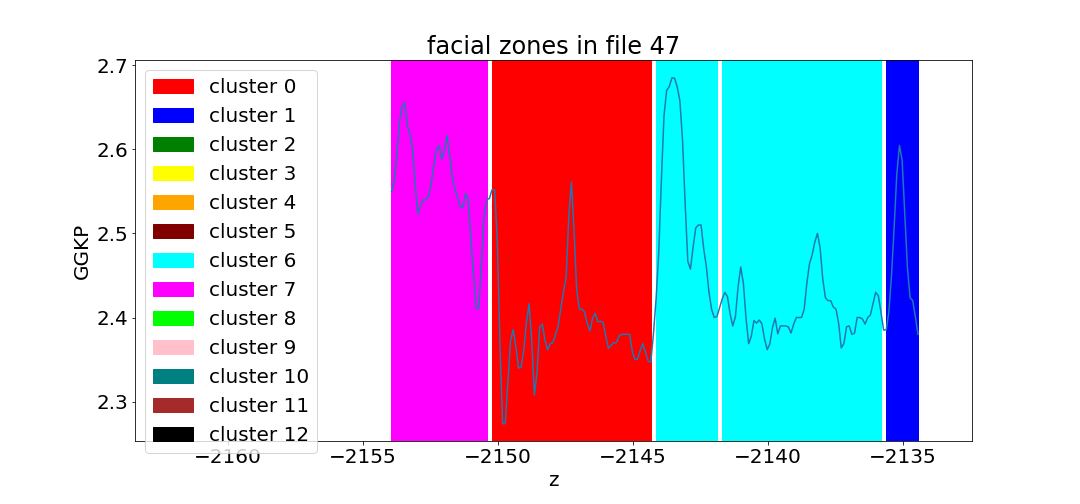 facial zones in file 47
GGKP
2.7
2.6
2.5
2.4
2.3
cluster 0
cluster 1
cluster 2
cluster 3
cluster 4
cluster 5
cluster 6
cluster 7
cluster 8
cluster 9
cluster 10
cluster 11
cluster 12
−2160 −2155 −2150 −2145 −2140 −2135
z